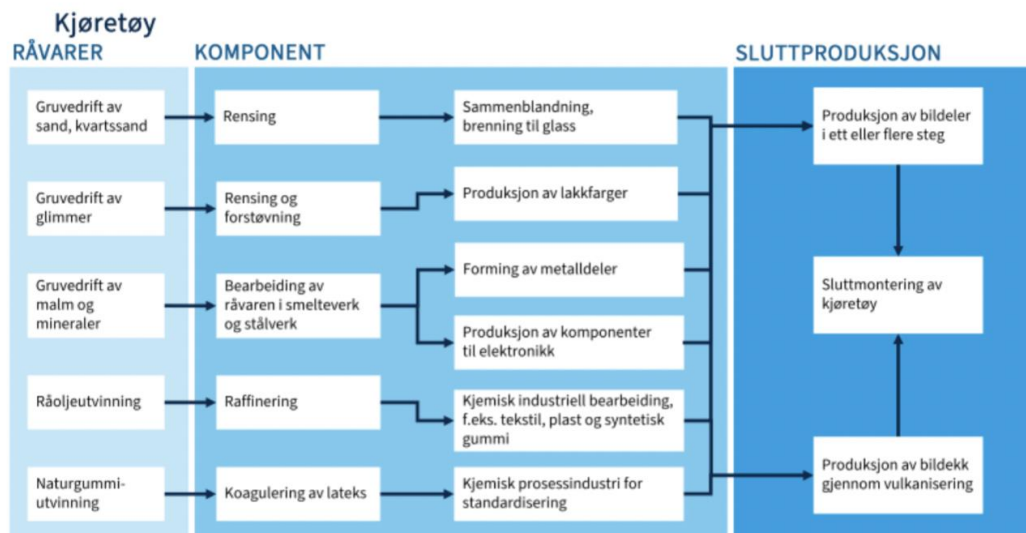 Kjøretøy
RÅVARER
KOMPONENT
SLUTTPRODUKSJON
Gruvedrift av
sand, kvartssand
Rensing
Sammenblandning,
brenning til glass
Produksjon av bildeler
i ett eller flere steg
Gruvedrift av
glimmer
Rensing og
forstøvning
Produksjon av lakkfarger
Gruvedrift av
malm og
mineraler
Bearbeiding av
råvaren i smelteverk
og stålverk
Forming av metalldeler
Produksjon av komponenter
til elektronikk
Sluttmontering av
kjøretøy
Råoljeutvinning
Raffinering
Kjemisk industriell bearbeiding,
f.eks. tekstil, plast og syntetisk
gummi
Naturgummi-
utvinning
Koagulering av lateks
Kjemisk prosessindustri for
standardisering
Produksjon av bildekk
gjennom vulkanisering